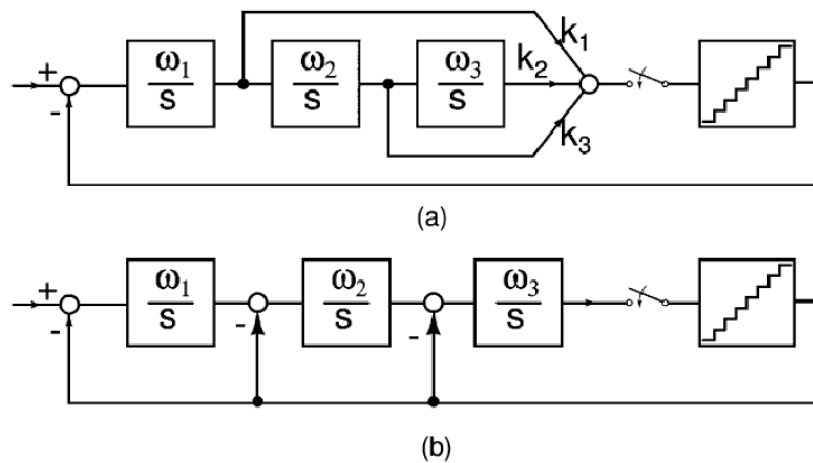 k₁
+ ω₁ ω₂ ω₃ k₂
s s s
- k₃
(a)
+ ω₁ ω₂ ω₃
s s s
- - -
(b)